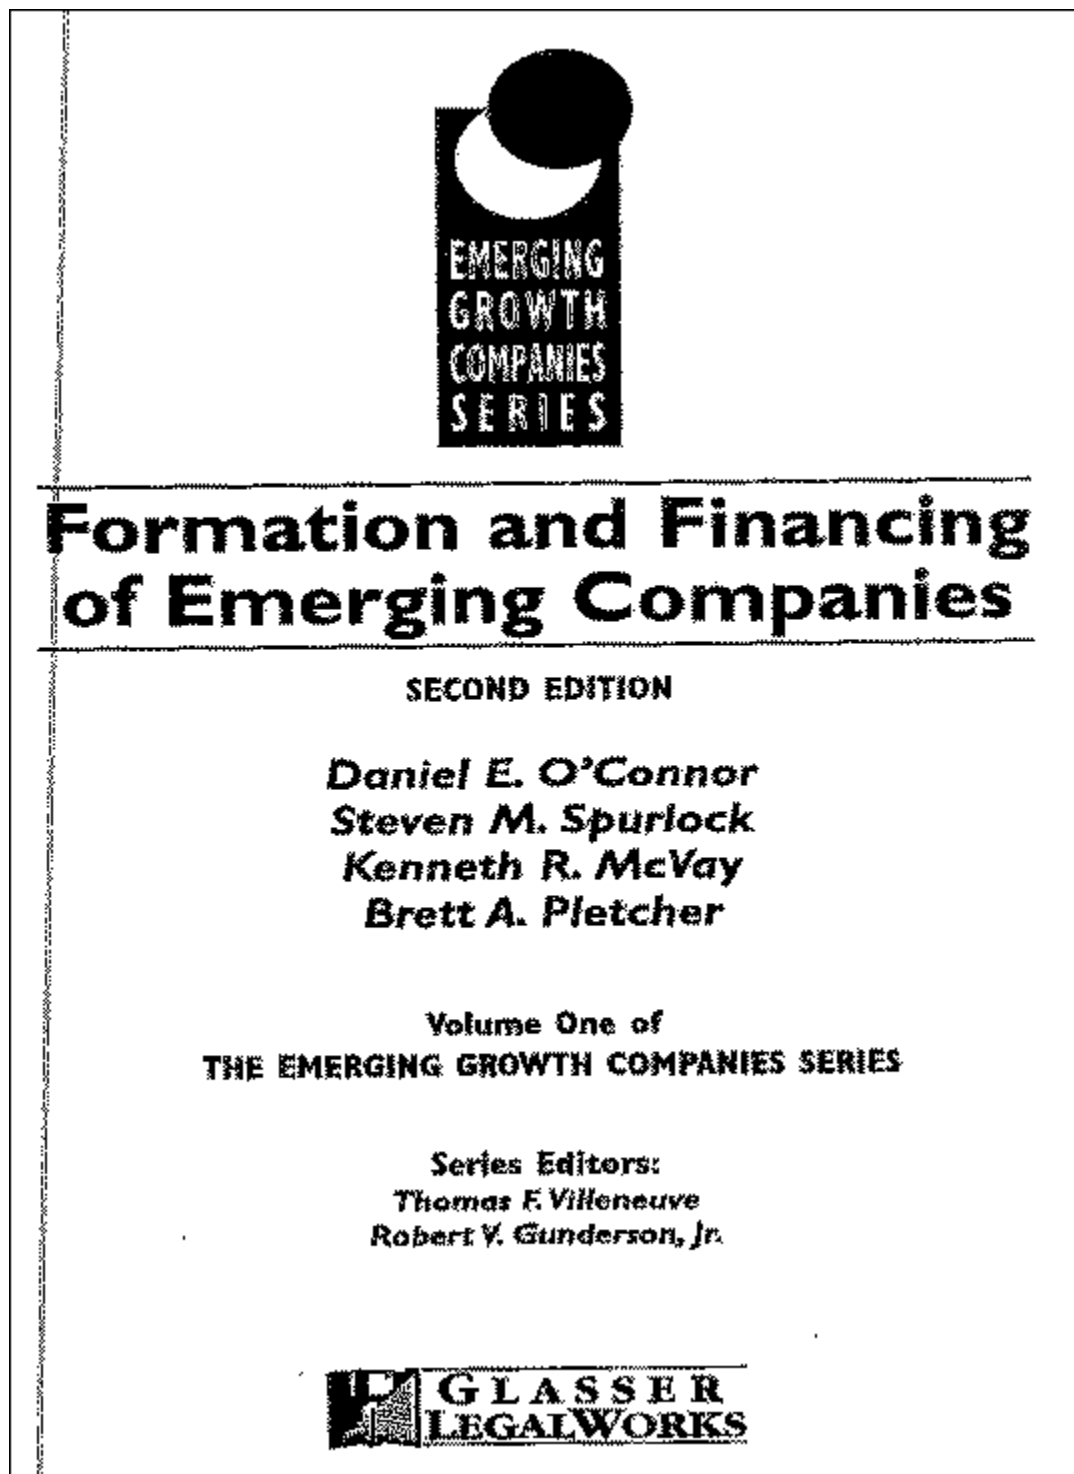 EMERGING
GROWTH
COMPANIES
SERIES
Formation and Financing
of Emerging Companies
SECOND EDITION
Daniel E. O'Connor
Steven M. Spurlock
Kenneth R. McVay
Brett A. Pletcher
Volume One of
THE EMERGING GROWTH COMPANIES SERIES
Series Editors:
Thomas F. Villeneuve
Robert V. Gunderson, Jr.
GLASSER
LEGALWORKS